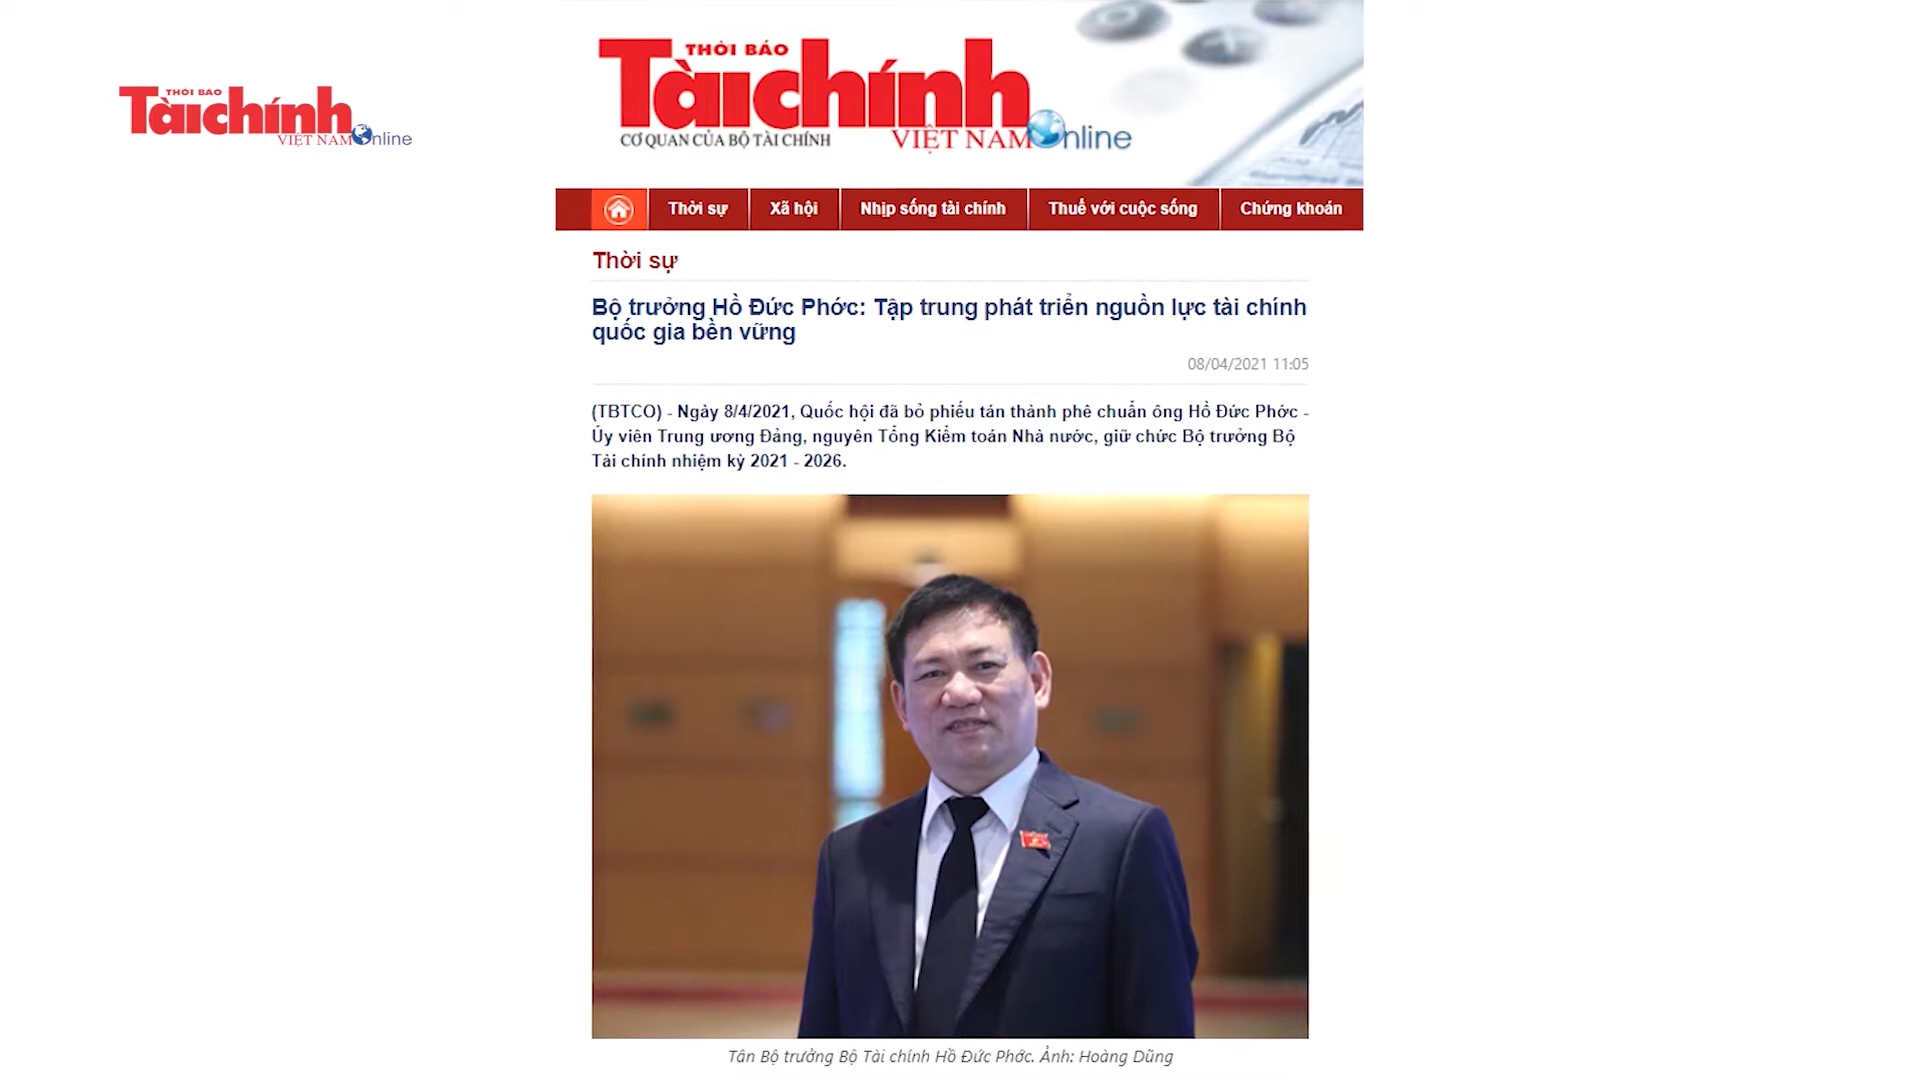 THỜI BÁO
Tàichính
VIỆT NAM Online
THỜI BÁO
Tàichính
CƠ QUAN CỦA BỘ TÀI CHÍNH
VIỆT NAM Online
Thời sự
Xã hội
Nhịp sống tài chính
Thuế với cuộc sống
Chứng khoán
Thời sự
Bộ trưởng Hồ Đức Phớc: Tập trung phát triển nguồn lực tài chính
quốc gia bền vững
08/04/2021 11:05
(TBTCO) - Ngày 8/4/2021, Quốc hội đã bỏ phiếu tán thành phê chuẩn ông Hồ Đức Phớc -
Ủy viên Trung ương Đảng, nguyên Tổng Kiểm toán Nhà nước, giữ chức Bộ trưởng Bộ
Tài chính nhiệm kỳ 2021 - 2026.
Tân Bộ trưởng Bộ Tài chính Hồ Đức Phớc. Ảnh: Hoàng Dũng